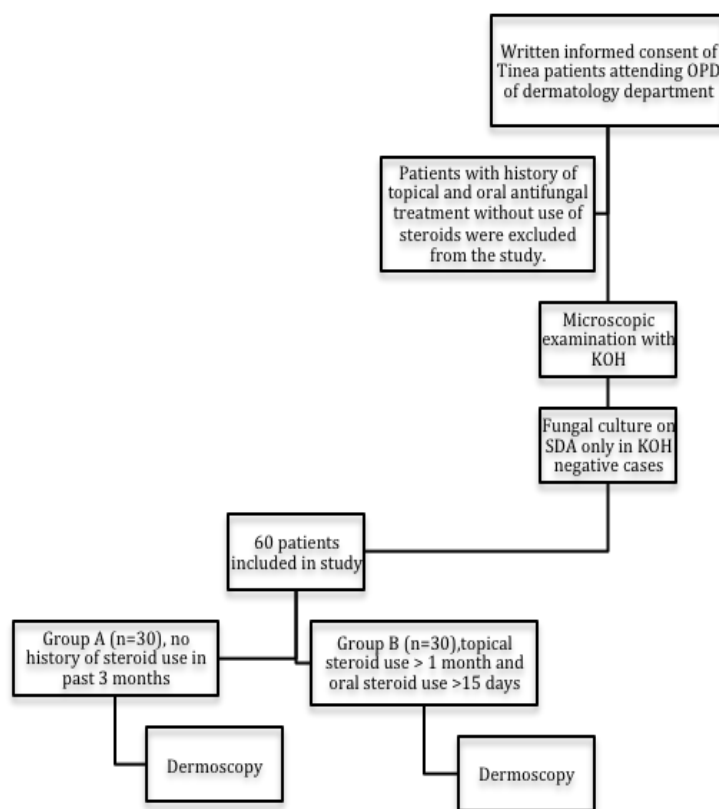 Written informed consent of
Tinea patients attending OPD
of dermatology department
Patients with history of
topical and oral antifungal
treatment without use of
steroids were excluded
from the study.
Microscopic
examination with
KOH
Fungal culture on
SDA only in KOH
negative cases
60 patients
included in study
Group A (n=30), no
history of steroid use in
past 3 months
Group B (n=30),topical
steroid use > 1 month and
oral steroid use >15 days
Dermoscopy
Dermoscopy